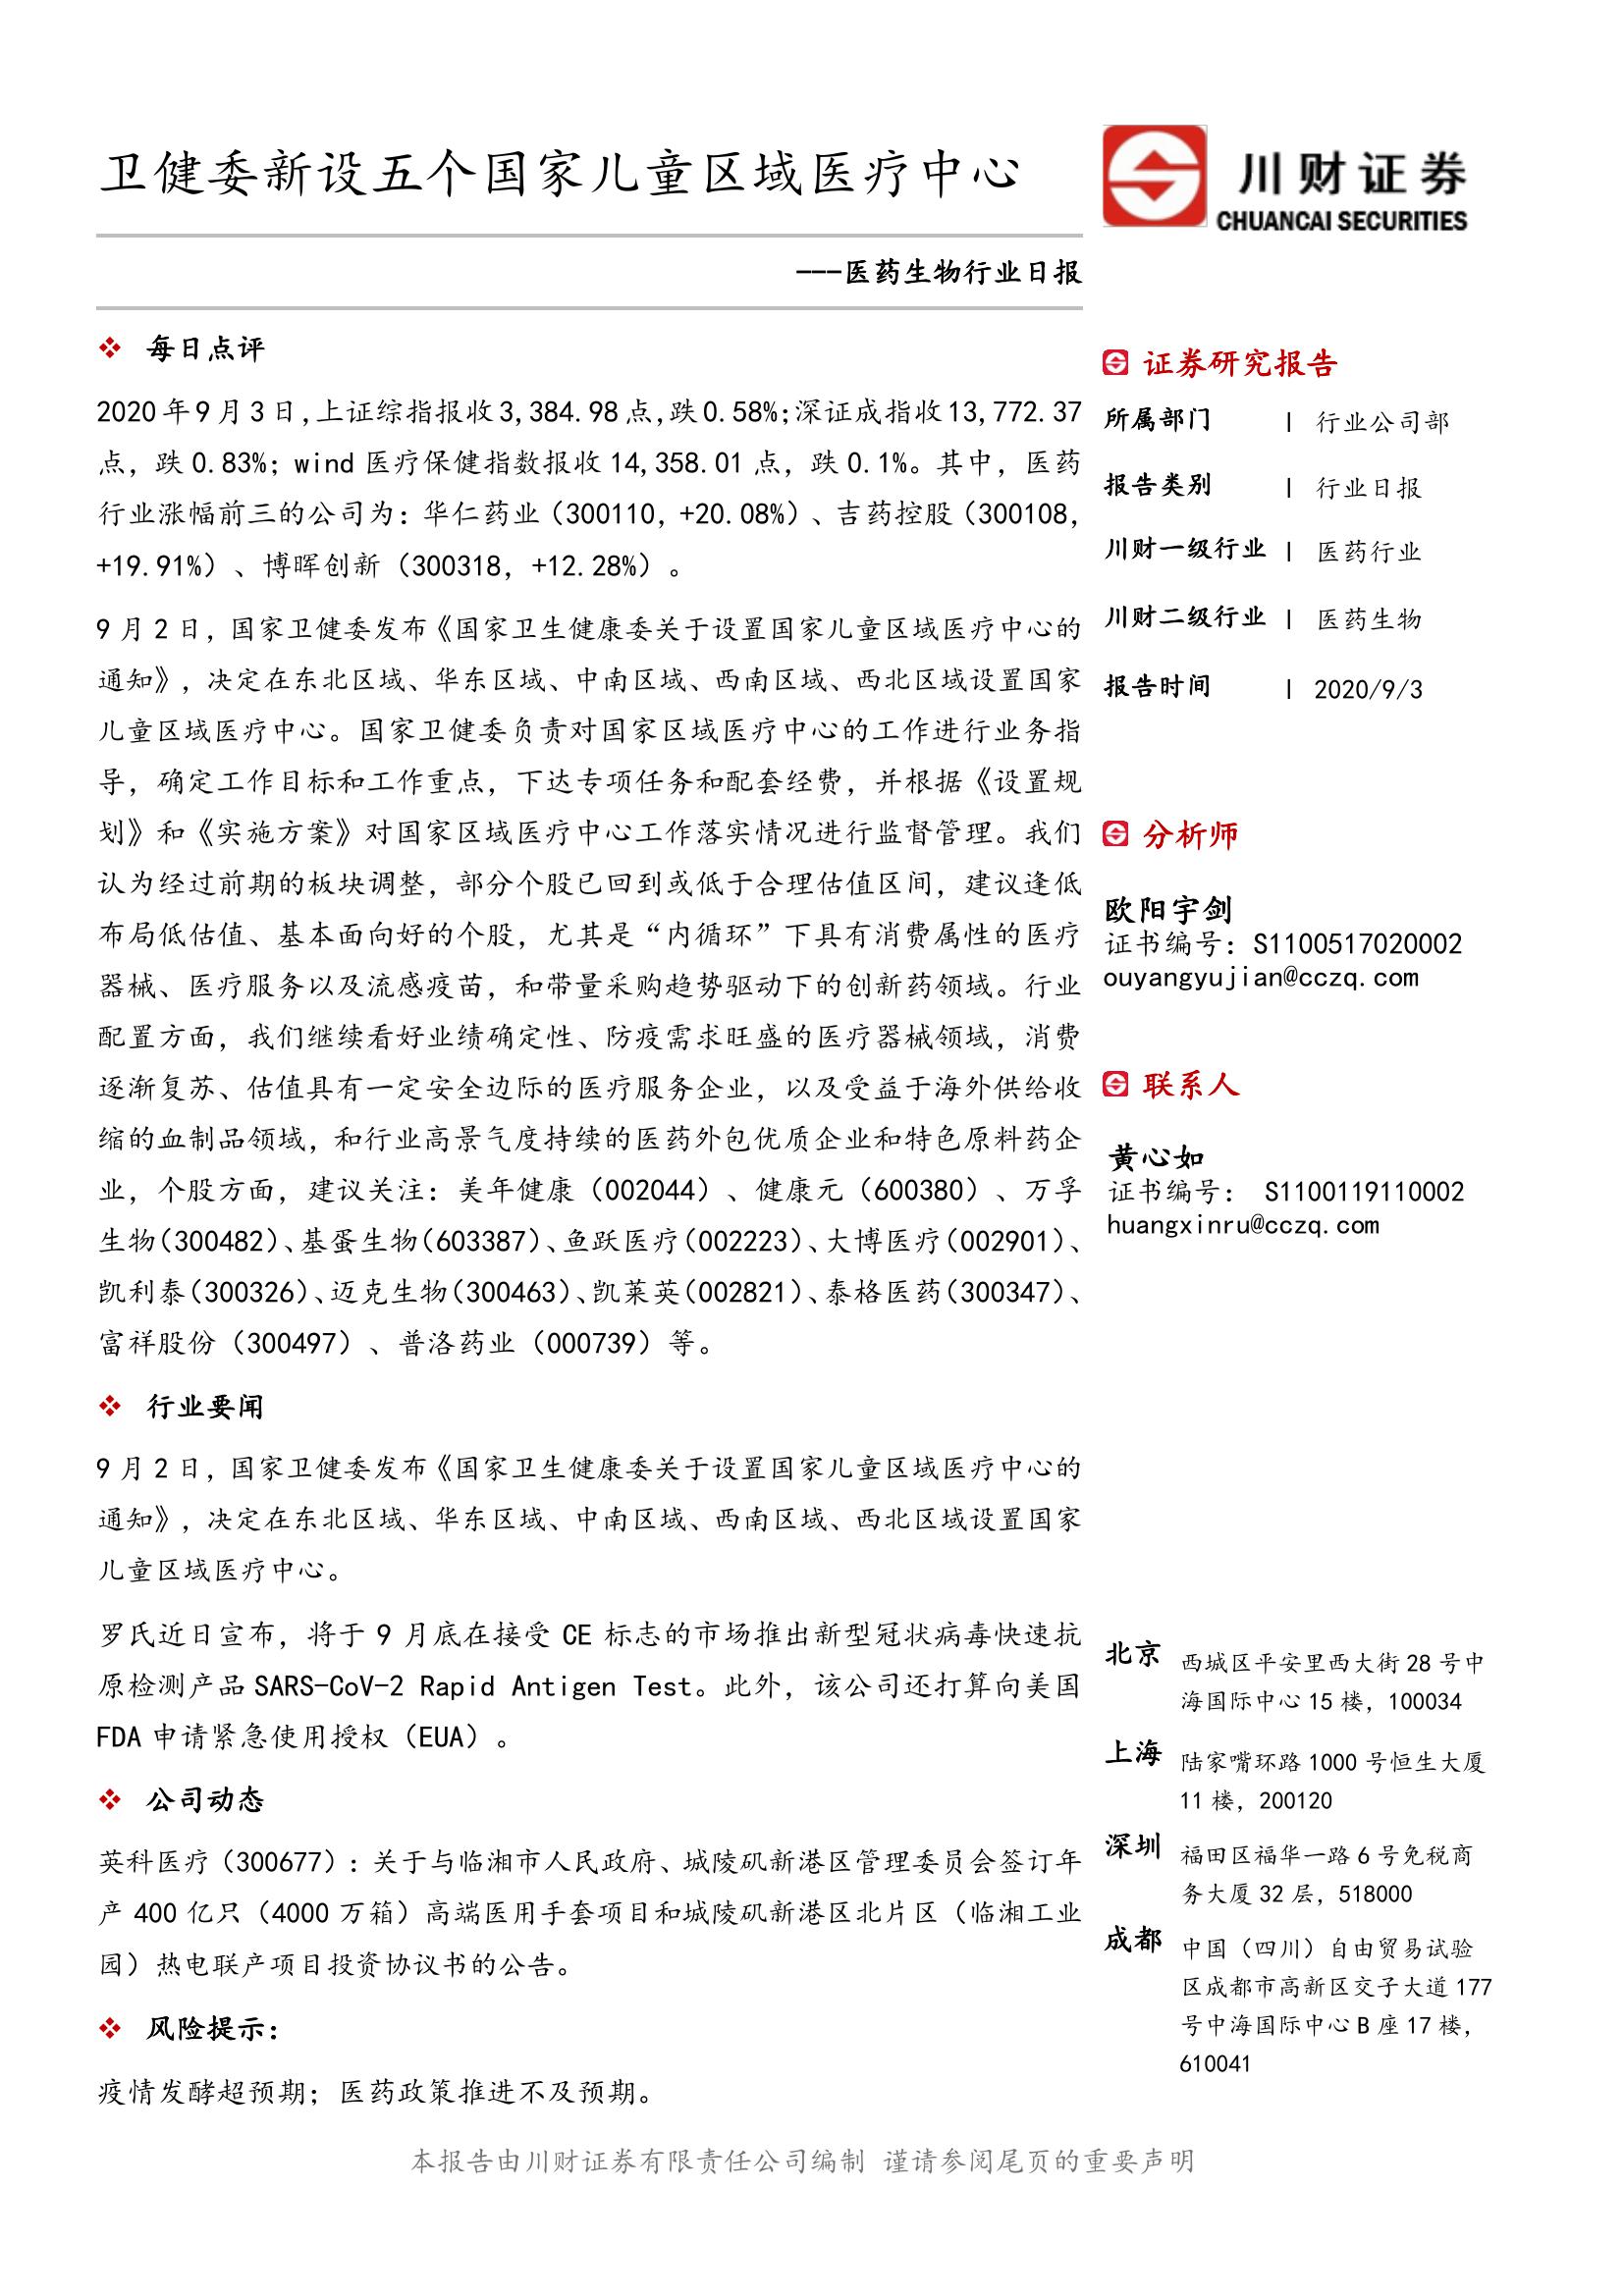 卫健委新设五个国家儿童区域医疗中心
---医药生物行业日报
❖ 每日点评
2020年9月3日,上证综指报收3,384.98点,跌0.58%;深证成指收13,772.37
点，跌0.83%；wind医疗保健指数报收14,358.01点，跌0.1%。其中，医药
行业涨幅前三的公司为：华仁药业（300110，+20.08%）、吉药控股（300108，
+19.91%）、博晖创新（300318，+12.28%）。
9月2日，国家卫健委发布《国家卫生健康委关于设置国家儿童区域医疗中心的
通知》，决定在东北区域、华东区域、中南区域、西南区域、西北区域设置国家
儿童区域医疗中心。国家卫健委负责对国家区域医疗中心的工作进行业务指
导，确定工作目标和工作重点，下达专项任务和配套经费，并根据《设置规
划》和《实施方案》对国家区域医疗中心工作落实情况进行监督管理。我们
认为经过前期的板块调整，部分个股已回到或低于合理估值区间，建议逢低
布局低估值、基本面向好的个股，尤其是“内循环”下具有消费属性的医疗
器械、医疗服务以及流感疫苗，和带量采购趋势驱动下的创新药领域。行业
配置方面，我们继续看好业绩确定性、防疫需求旺盛的医疗器械领域，消费
逐渐复苏、估值具有一定安全边际的医疗服务企业，以及受益于海外供给收
缩的血制品领域，和行业高景气度持续的医药外包优质企业和特色原料药企
业，个股方面，建议关注：美年健康（002044）、健康元（600380）、万孚
生物（300482）、基蛋生物（603387）、鱼跃医疗（002223）、大博医疗（002901）、
凯利泰（300326）、迈克生物（300463）、凯莱英（002821）、泰格医药（300347）、
富祥股份（300497）、普洛药业（000739）等。
❖ 行业要闻
9月2日，国家卫健委发布《国家卫生健康委关于设置国家儿童区域医疗中心的
通知》，决定在东北区域、华东区域、中南区域、西南区域、西北区域设置国家
儿童区域医疗中心。
罗氏近日宣布，将于 9 月底在接受 CE 标志的市场推出新型冠状病毒快速抗
原检测产品 SARS-CoV-2 Rapid Antigen Test。此外，该公司还打算向美国
FDA 申请紧急使用授权（EUA）。
❖ 公司动态
英科医疗（300677）：关于与临湘市人民政府、城陵矶新港区管理委员会签订年
产 400 亿只（4000 万箱）高端医用手套项目和城陵矶新港区北片区（临湘工业
园）热电联产项目投资协议书的公告。
❖ 风险提示：
疫情发酵超预期；医药政策推进不及预期。
川财证券
CHUANCAI SECURITIES
证券研究报告
所属部门 | 行业公司部
报告类别 | 行业日报
川财一级行业 | 医药行业
川财二级行业 | 医药生物
报告时间 | 2020/9/3
分析师
欧阳宇剑
证书编号：S1100517020002
ouyangyujian@cczq.com
联系人
黄心如
证书编号： S1100119110002
huangxinru@cczq.com
北京 西城区平安里西大街 28 号中
海国际中心 15 楼，100034
上海 陆家嘴环路 1000 号恒生大厦
11 楼，200120
深圳 福田区福华一路 6 号免税商
务大厦 32 层，518000
成都 中国（四川）自由贸易试验
区成都市高新区交子大道 177
号中海国际中心 B 座 17 楼，
610041
本报告由川财证券有限责任公司编制 谨请参阅尾页的重要声明